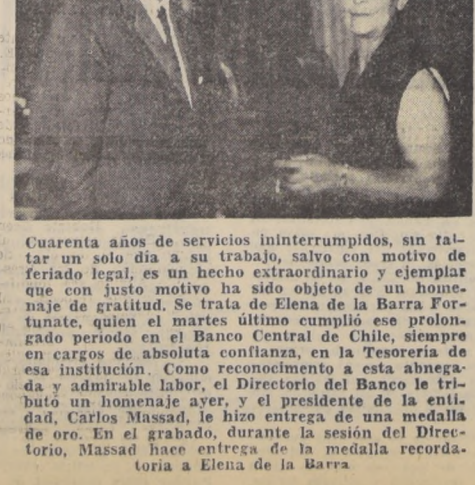 Cuarenta años de servicios ininterrumpidos, sin fal-
tar un solo día a su trabajo, salvo con motivo de
feriado legal, es un hecho extraordinario y ejemplar
que con justo motivo ha sido objeto de un home-
naje de gratitud. Se trata de Elena de la Barra For-
tunate, quien el martes último cumplió ese prolon-
gado período en el Banco Central de Chile, siempre
en cargos de absoluta confianza, en la Tesorería de
esa institución. Como reconocimiento a esta abnega-
da y admirable labor, el Directorio del Banco le tri-
butó un homenaje ayer, y el presidente de la enti-
dad, Carlos Massad, le hizo entrega de una medalla
de oro. En el grabado, durante la sesión del Direc-
torio, Massad hace entrega de la medalla recorda-
toria a Elena de la Barra